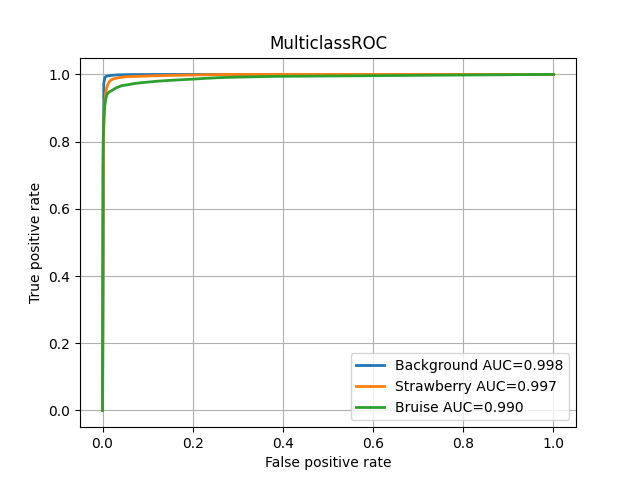 MulticlassROC
True positive rate
1.0
0.8
0.6
0.4
0.2
0.0
Background AUC=0.998
Strawberry AUC=0.997
Bruise AUC=0.990
0.0 0.2 0.4 0.6 0.8 1.0
False positive rate